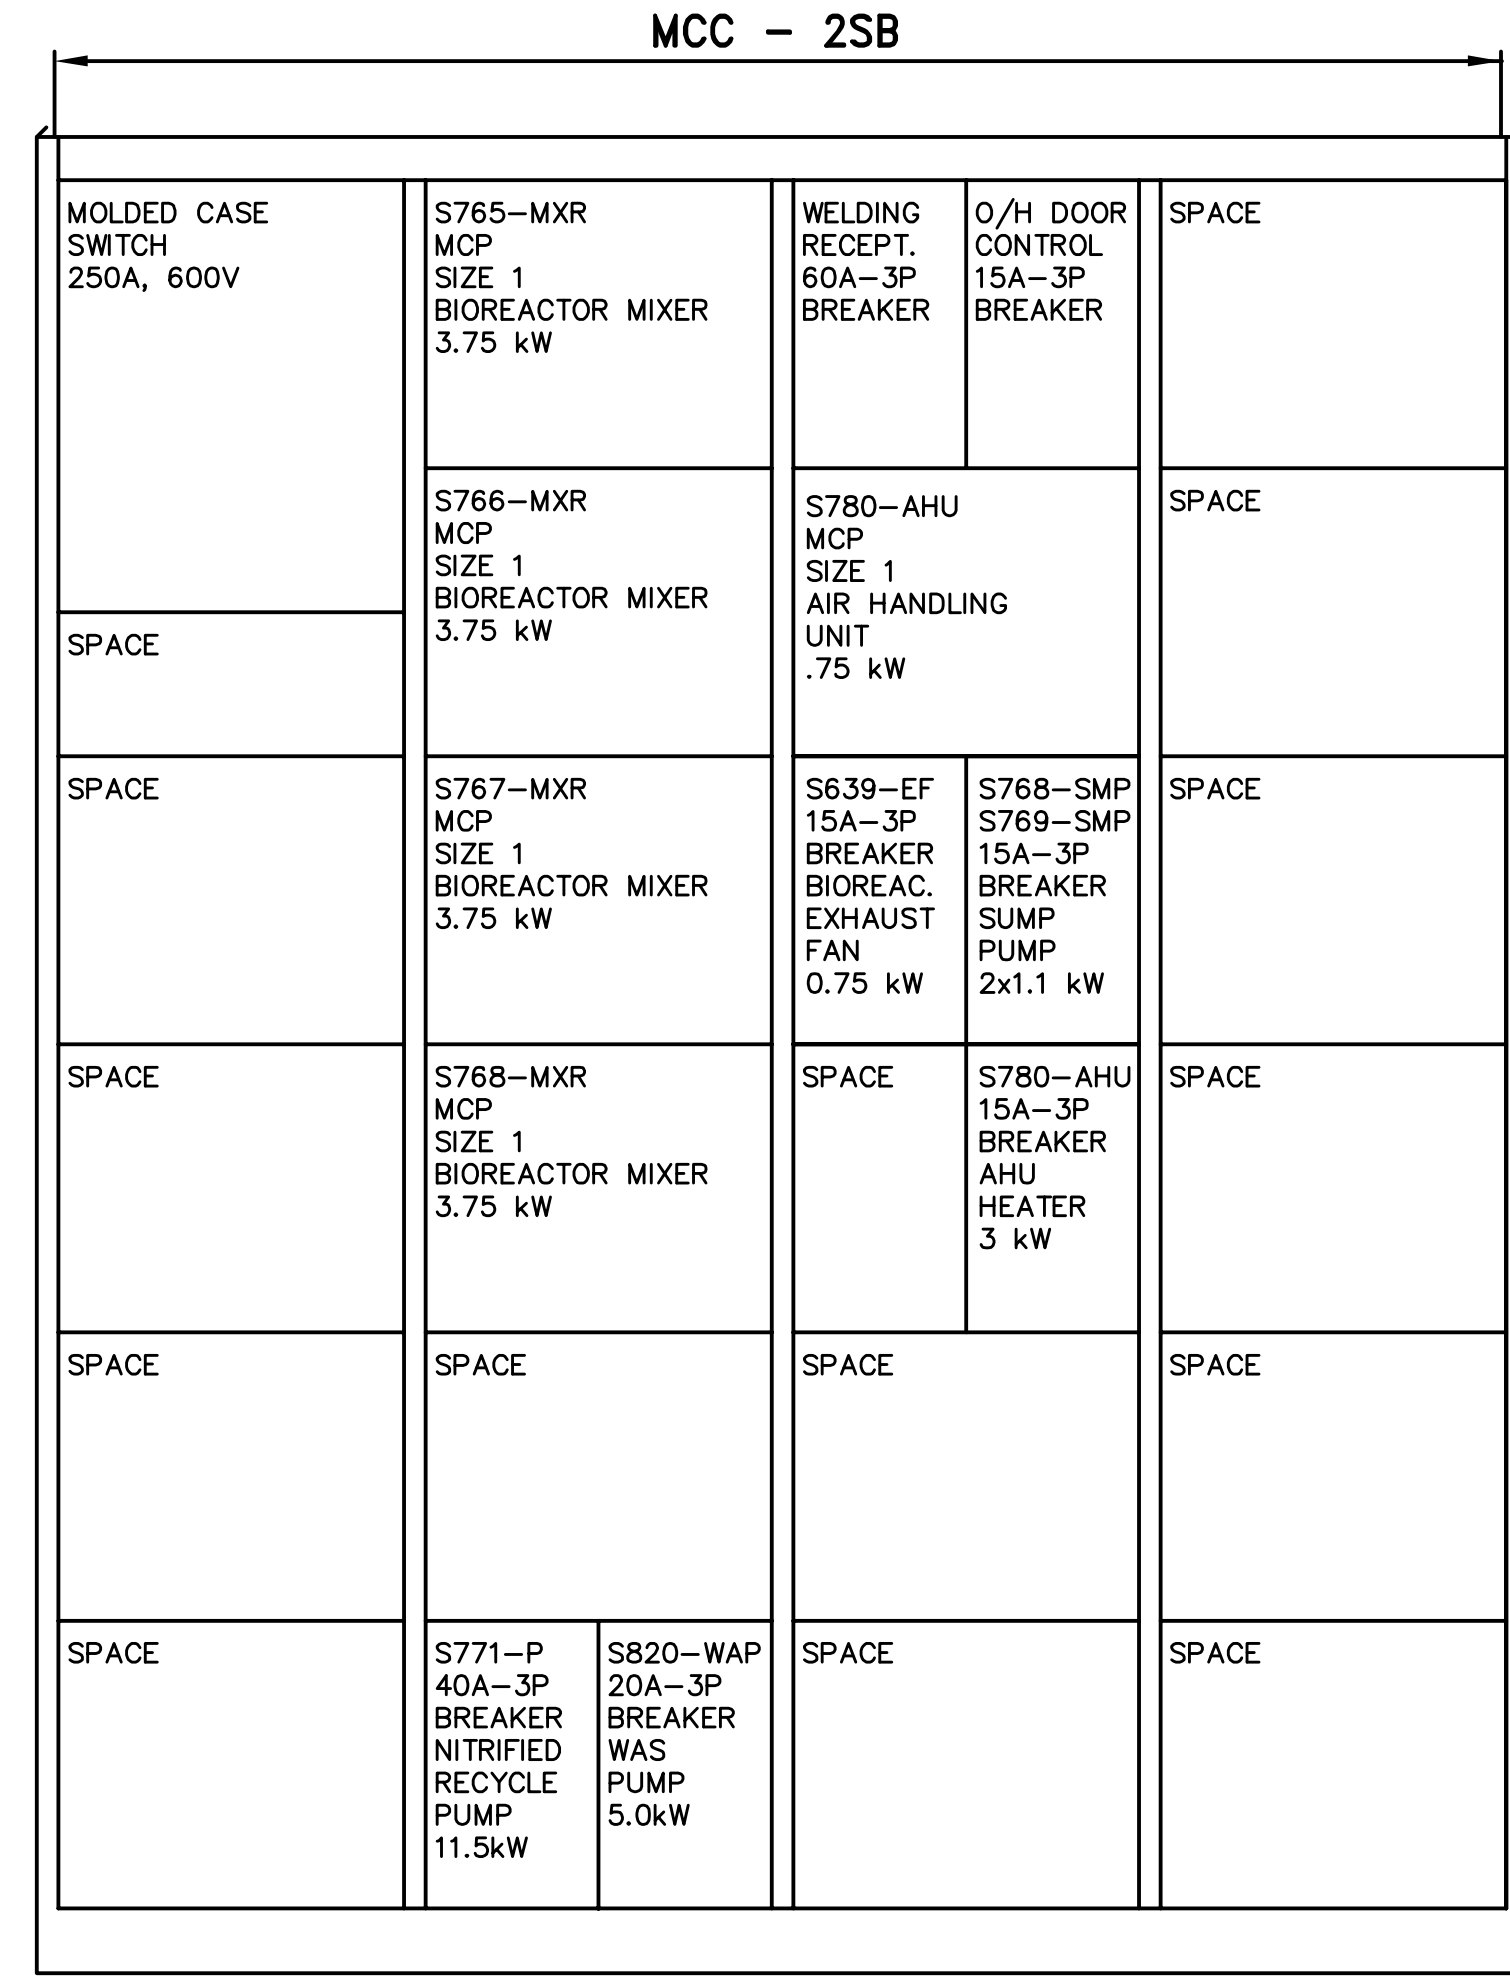 MCC - 2SB
MOLDED CASE
SWITCH
250A, 600V
SPACE
SPACE
SPACE
SPACE
SPACE
S765-MXR
MCP
SIZE 1
BIOREACTOR MIXER
3.75 kW
S766-MXR
MCP
SIZE 1
BIOREACTOR MIXER
3.75 kW
S767-MXR
MCP
SIZE 1
BIOREACTOR MIXER
3.75 kW
S768-MXR
MCP
SIZE 1
BIOREACTOR MIXER
3.75 kW
SPACE
S771-P
40A-3P
BREAKER
NITRIFIED
RECYCLE
PUMP
11.5kW
S820-WAP
20A-3P
BREAKER
WAS
PUMP
5.0kW
WELDING
RECEPT.
60A-3P
BREAKER
O/H DOOR
CONTROL
15A-3P
BREAKER
S780-AHU
MCP
SIZE 1
AIR HANDLING
UNIT
.75 kW
S639-EF
15A-3P
BREAKER
BIOREAC.
EXHAUST
FAN
0.75 kW
S768-SMP
S769-SMP
15A-3P
BREAKER
SUMP
PUMP
2x1.1 kW
SPACE
S780-AHU
15A-3P
BREAKER
AHU
HEATER
3 kW
SPACE
SPACE
SPACE
SPACE
SPACE
SPACE
SPACE
SPACE